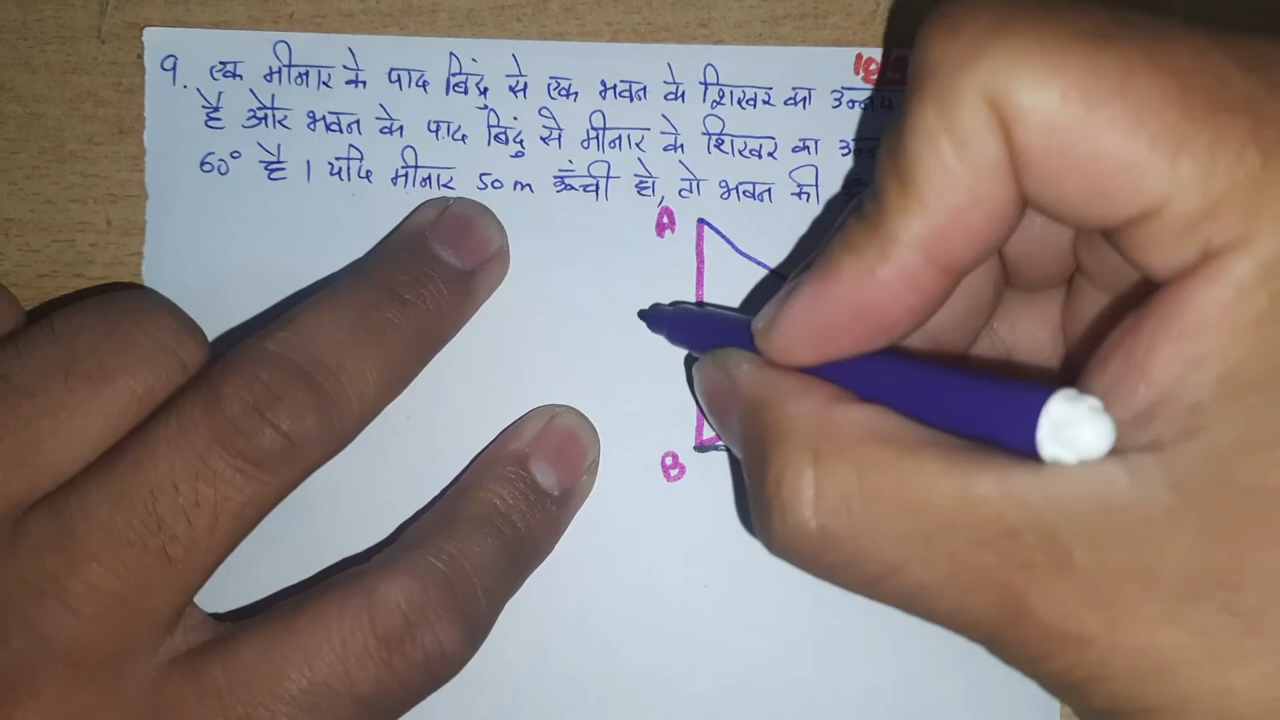 9. एक मीनार के पाद बिंदु से एक भवन के शिखर का
है और भवन के पाद बिंदु से मीनार के शिखर का
60° है। यदि मीनार 50 m ऊँची हो, तो भवन की
A
B